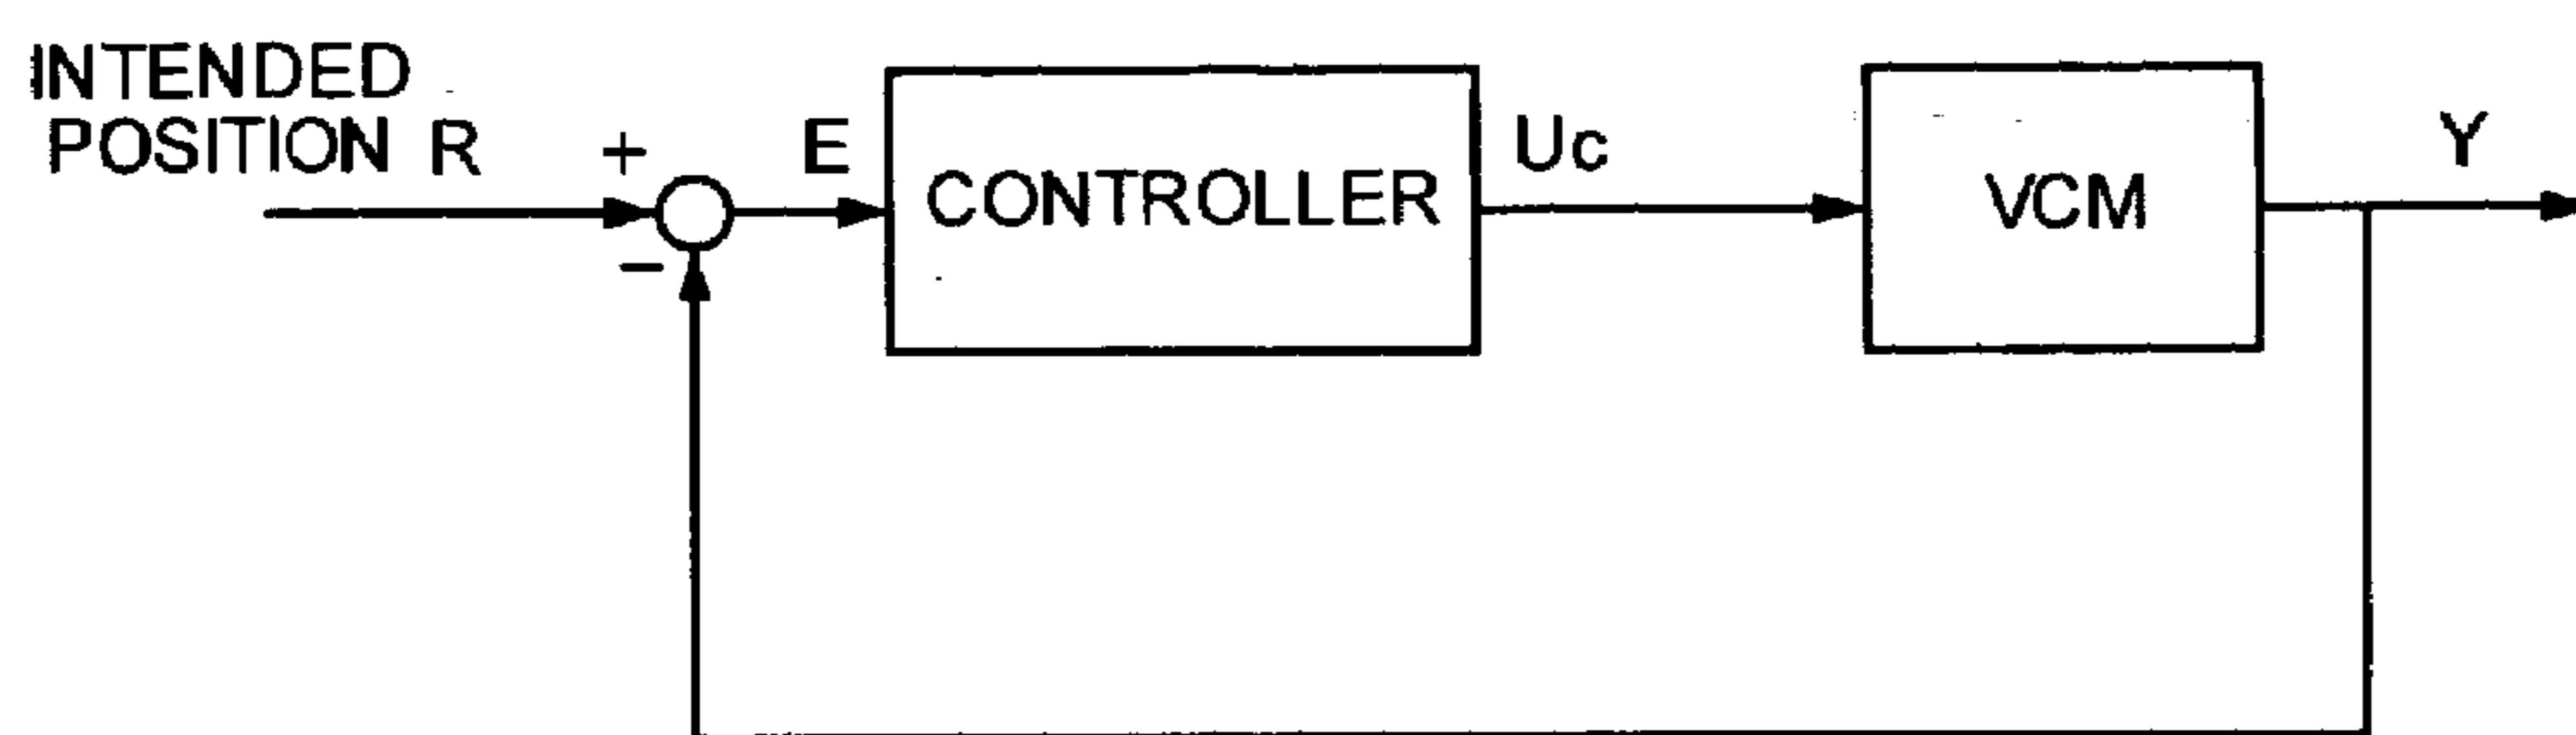 INTENDED
POSITION R
+
E
CONTROLLER
Uc
VCM
Y
−